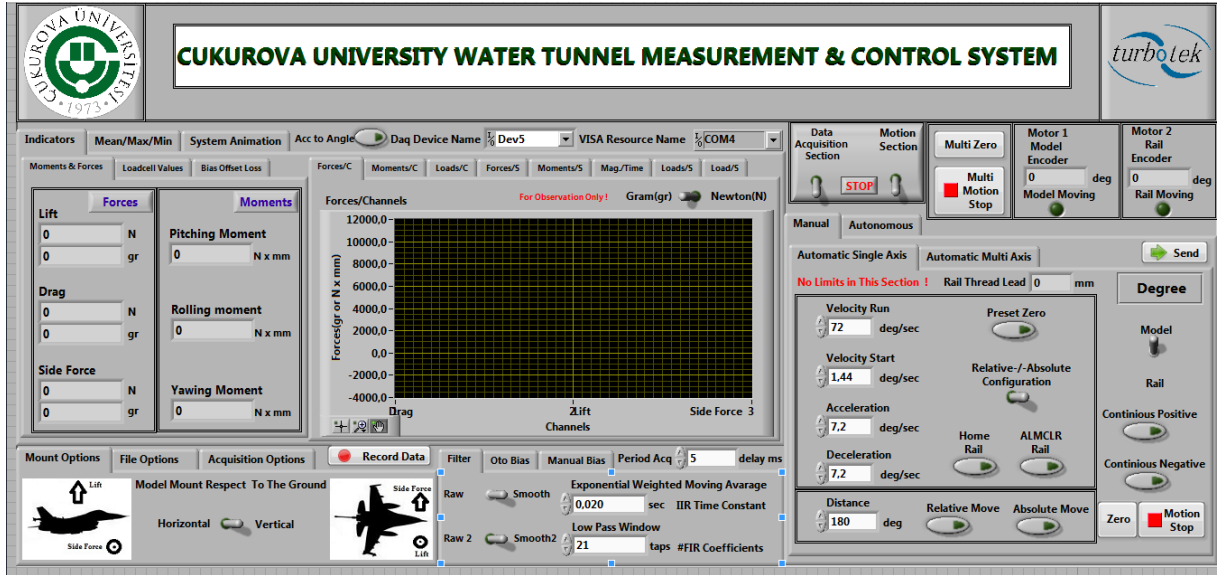 ÇUKUROVA ÜNİVERSİTESİ
• 1973 •
CUKUROVA UNIVERSITY WATER TUNNEL MEASUREMENT & CONTROL SYSTEM
turbotek
Indicators
Mean/Max/Min
System Animation
Acc to Angle
Daq Device Name
Dev5
VISA Resource Name
COM4
Moments & Forces
Loadcell Values
Bias Offset Loss
Forces
Moments
Lift
0 N
0 gr
Drag
0 N
0 gr
Side Force
0 N
0 gr
Pitching Moment
0 N x mm
Rolling moment
0 N x mm
Yawing Moment
0 N x mm
Forces/C
Moments/C
Loads/C
Forces/S
Moments/S
Mag./Time
Loads/S
Load/S
Forces/Channels
For Observation Only !
Gram(gr)
Newton(N)
Forces(gr or N x mm)
12000,0
10000,0
8000,0
6000,0
4000,0
2000,0
0,0
-2000,0
-4000,0
Drag
2Lift
Side Force 3
Channels
Data Acquisition Section
Motion Section
STOP
Multi Zero
Multi Motion Stop
Motor 1
Model
Encoder
0 deg
Model Moving
Motor 2
Rail
Encoder
0 deg
Rail Moving
Manual
Autonomous
Automatic Single Axis
Automatic Multi Axis
Send
No Limits in This Section !
Rail Thread Lead 0 mm
Degree
Velocity Run
72 deg/sec
Velocity Start
1,44 deg/sec
Acceleration
7,2 deg/sec
Deceleration
7,2 deg/sec
Preset Zero
Relative-/-Absolute
Configuration
Home
Rail
ALMCLR
Rail
Distance
180 deg
Relative Move
Absolute Move
Model
Rail
Continious Positive
Continious Negative
Zero
Motion
Stop
Mount Options
File Options
Acquisition Options
Record Data
Lift
Side Force
Model Mount Respect To The Ground
Horizontal
Vertical
Side Force
Lift
Filter
Oto Bias
Manual Bias
Period Acq 5 delay ms
Raw
Smooth
Exponential Weighted Moving Avarage
0,020 sec IIR Time Constant
Raw 2
Smooth2
Low Pass Window
21 taps #FIR Coefficients